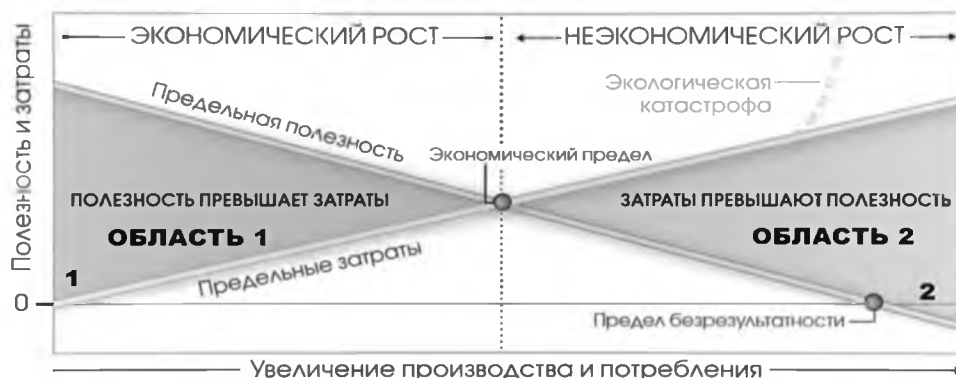 ЭКОНОМИЧЕСКИЙ РОСТ
НЕЭКОНОМИЧЕСКИЙ РОСТ
Экологическая
катастрофа
Предельная полезность
Экономический предел
Полезность и затраты
ПОЛЕЗНОСТЬ ПРЕВЫШАЕТ ЗАТРАТЫ
ЗАТРАТЫ ПРЕВЫШАЮТ ПОЛЕЗНОСТЬ
ОБЛАСТЬ 1
ОБЛАСТЬ 2
1
Предельные затраты
0
2
Предел безрезультатности
Увеличение производства и потребления